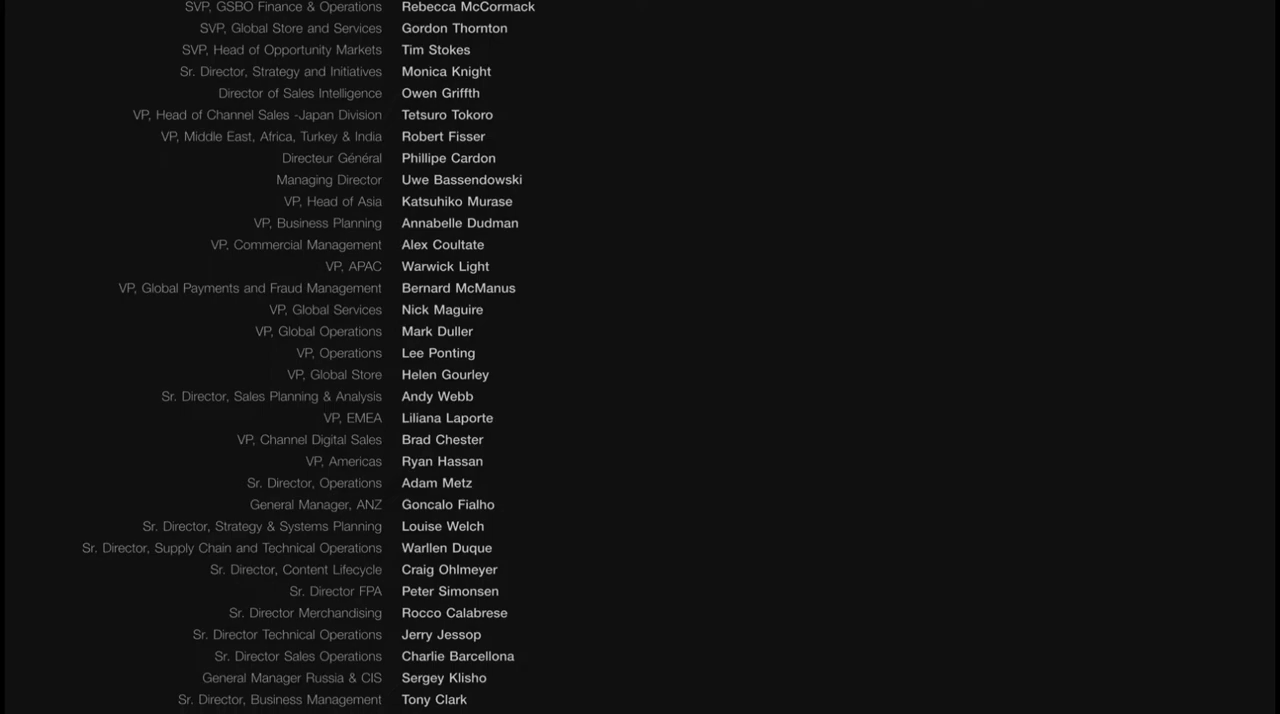 SVP, GSBO Finance & Operations Rebecca McCormack
SVP, Global Store and Services Gordon Thornton
SVP, Head of Opportunity Markets Tim Stokes
Sr. Director, Strategy and Initiatives Monica Knight
Director of Sales Intelligence Owen Griffth
VP, Head of Channel Sales -Japan Division Tetsuro Tokoro
VP, Middle East, Africa, Turkey & India Robert Fisser
Directeur Général Phillipe Cardon
Managing Director Uwe Bassendowski
VP, Head of Asia Katsuhiko Murase
VP, Business Planning Annabelle Dudman
VP, Commercial Management Alex Coultate
VP, APAC Warwick Light
VP, Global Payments and Fraud Management Bernard McManus
VP, Global Services Nick Maguire
VP, Global Operations Mark Duller
VP, Operations Lee Ponting
VP, Global Store Helen Gourley
Sr. Director, Sales Planning & Analysis Andy Webb
VP, EMEA Liliana Laporte
VP, Channel Digital Sales Brad Chester
VP, Americas Ryan Hassan
Sr. Director, Operations Adam Metz
General Manager, ANZ Goncalo Fialho
Sr. Director, Strategy & Systems Planning Louise Welch
Sr. Director, Supply Chain and Technical Operations Warllen Duque
Sr. Director, Content Lifecycle Craig Ohlmeyer
Sr. Director FPA Peter Simonsen
Sr. Director Merchandising Rocco Calabrese
Sr. Director Technical Operations Jerry Jessop
Sr. Director Sales Operations Charlie Barcellona
General Manager Russia & CIS Sergey Klisho
Sr. Director, Business Management Tony Clark